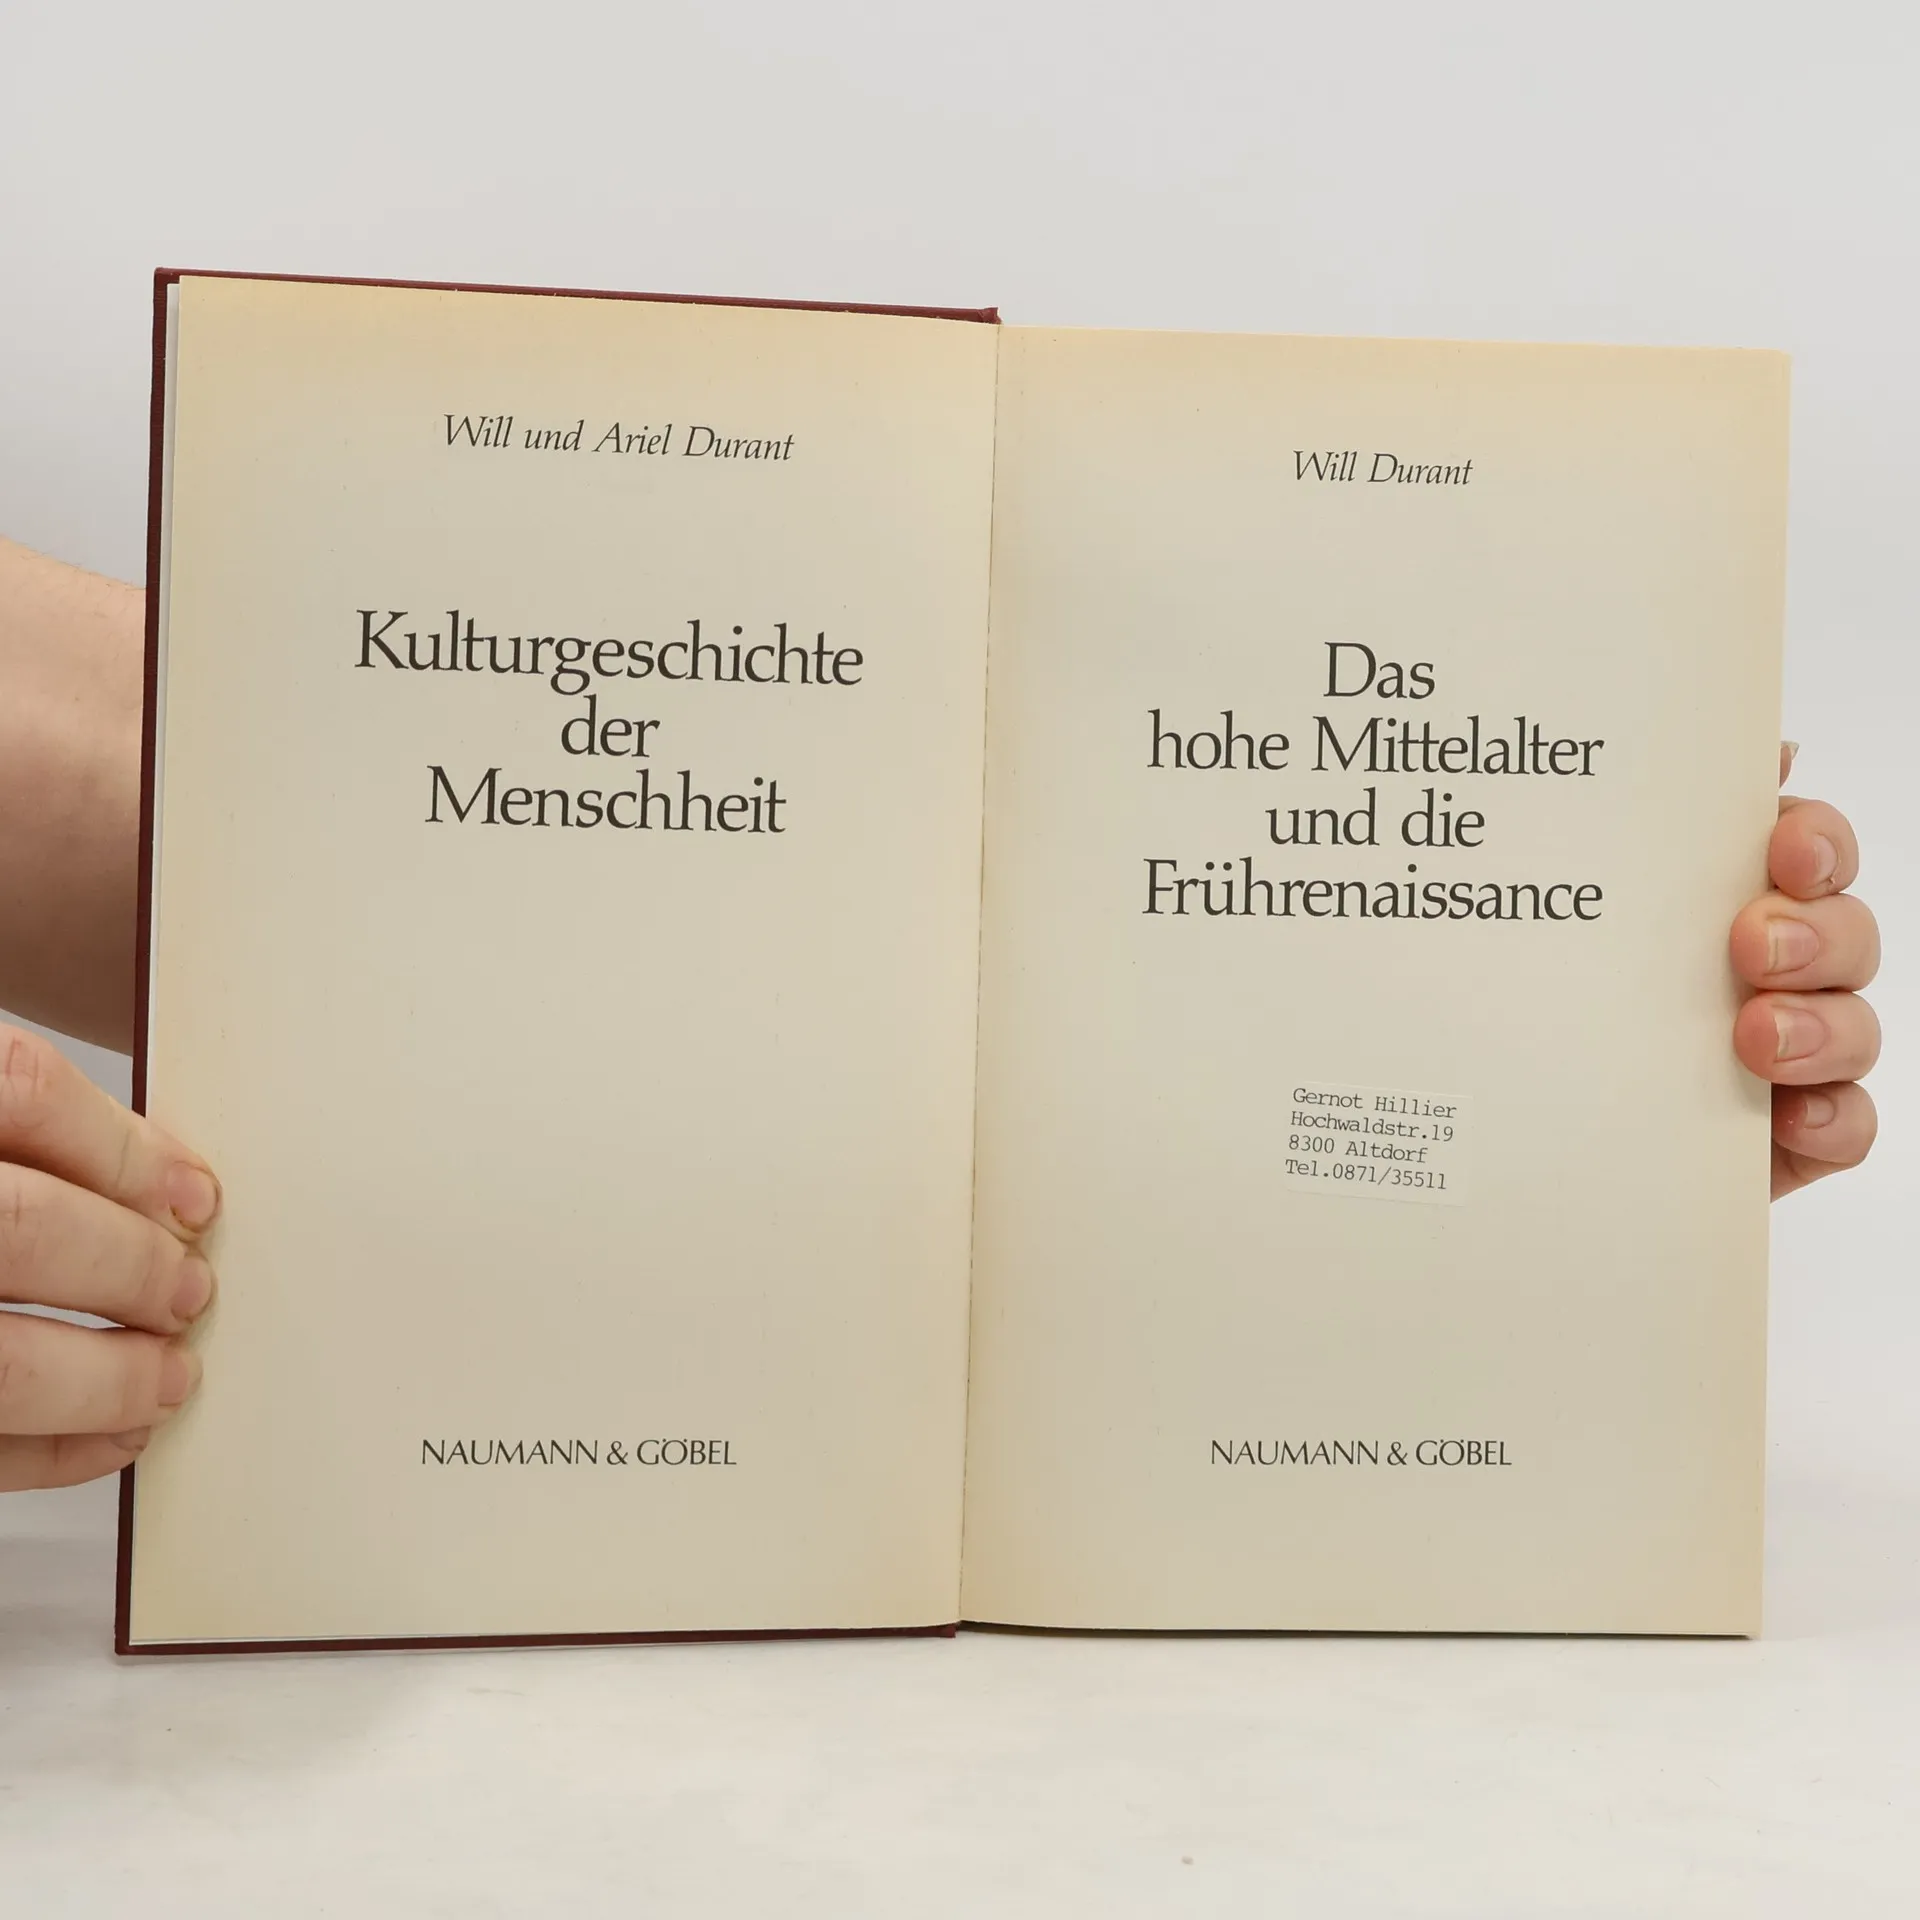 Will und Ariel Durant
Kulturgeschichte
der
Menschheit
NAUMANN & GÖBEL
Will Durant
Das
hohe Mittelalter
und die
Frührenaissance
Gernot Hillier
Hochwaldstr.19
8300 Altdorf
Tel.0871/35511
NAUMANN & GÖBEL